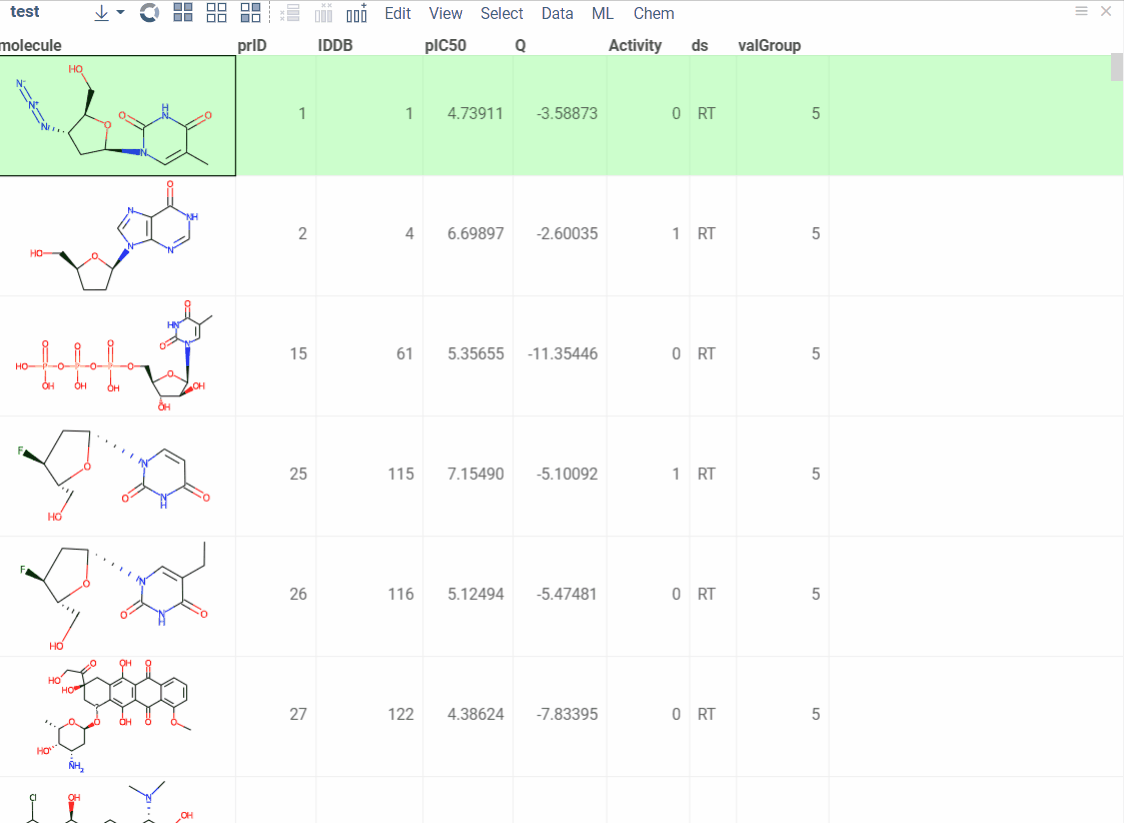 test Edit View Select Data ML Chem
molecule prID IDDB pIC50 Q Activity ds valGroup
HO
N⁻
N⁺
N
O
O
NH
O
N
1 1 4.73911 -3.58873 0 RT 5
O
N
NH
N
N
HO
O
2 4 6.69897 -2.60035 1 RT 5
O
HN
O
N
O
O
O
HO
P
O
P
O
P
O
O
OH
OH
OH
OH
OH
15 61 5.35655 -11.35446 0 RT 5
F
O
N
O
N
H
O
HO
25 115 7.15490 -5.10092 1 RT 5
F
O
N
O
N
H
O
HO
26 116 5.12494 -5.47481 0 RT 5
O
OH
O
HO
HO
O
OH
O
O
O
HO
NH₂
27 122 4.38624 -7.83395 0 RT 5
Cl
OH
N
OH